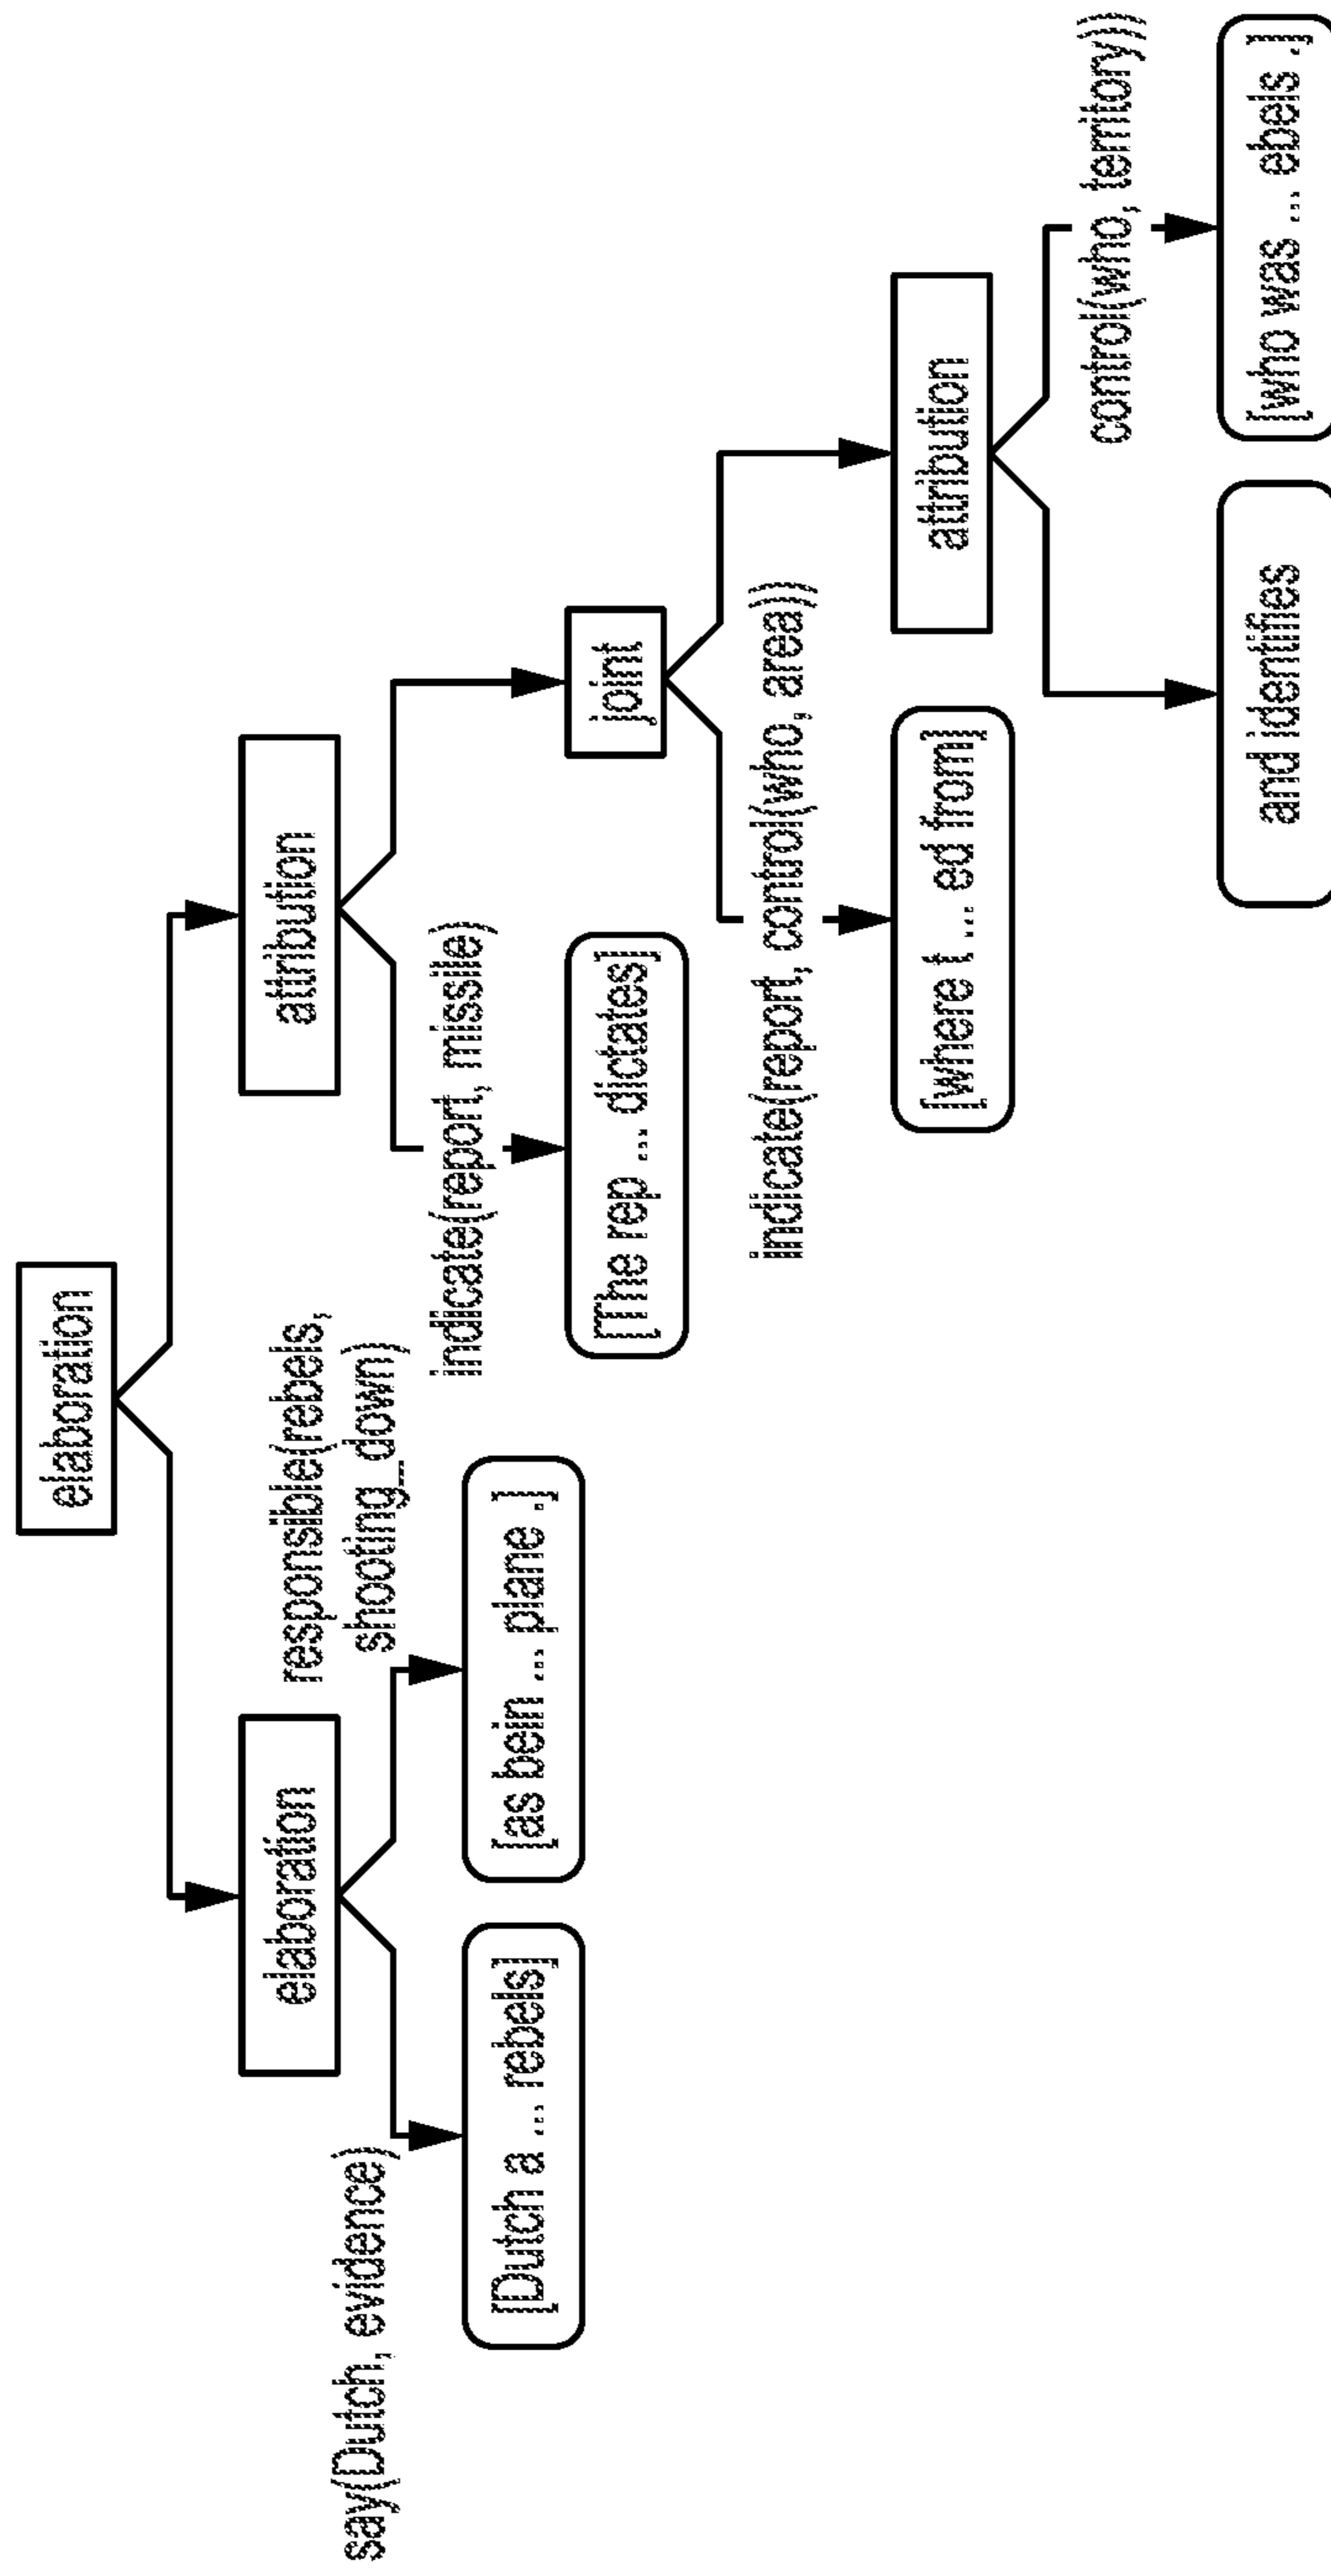 elaboration
elaboration
attribution
say(Dutch, evidence)
responsible(rebels,
shooting_down)
[Dutch a ... rebels]
[as bein ... plane .]
indicate(report, missile)
[The rep ... dictates]
joint
indicate(report, control(who, area))
[where t ... ed from]
attribution
and identifies
control(who, territory))
[who was ... ebels .]